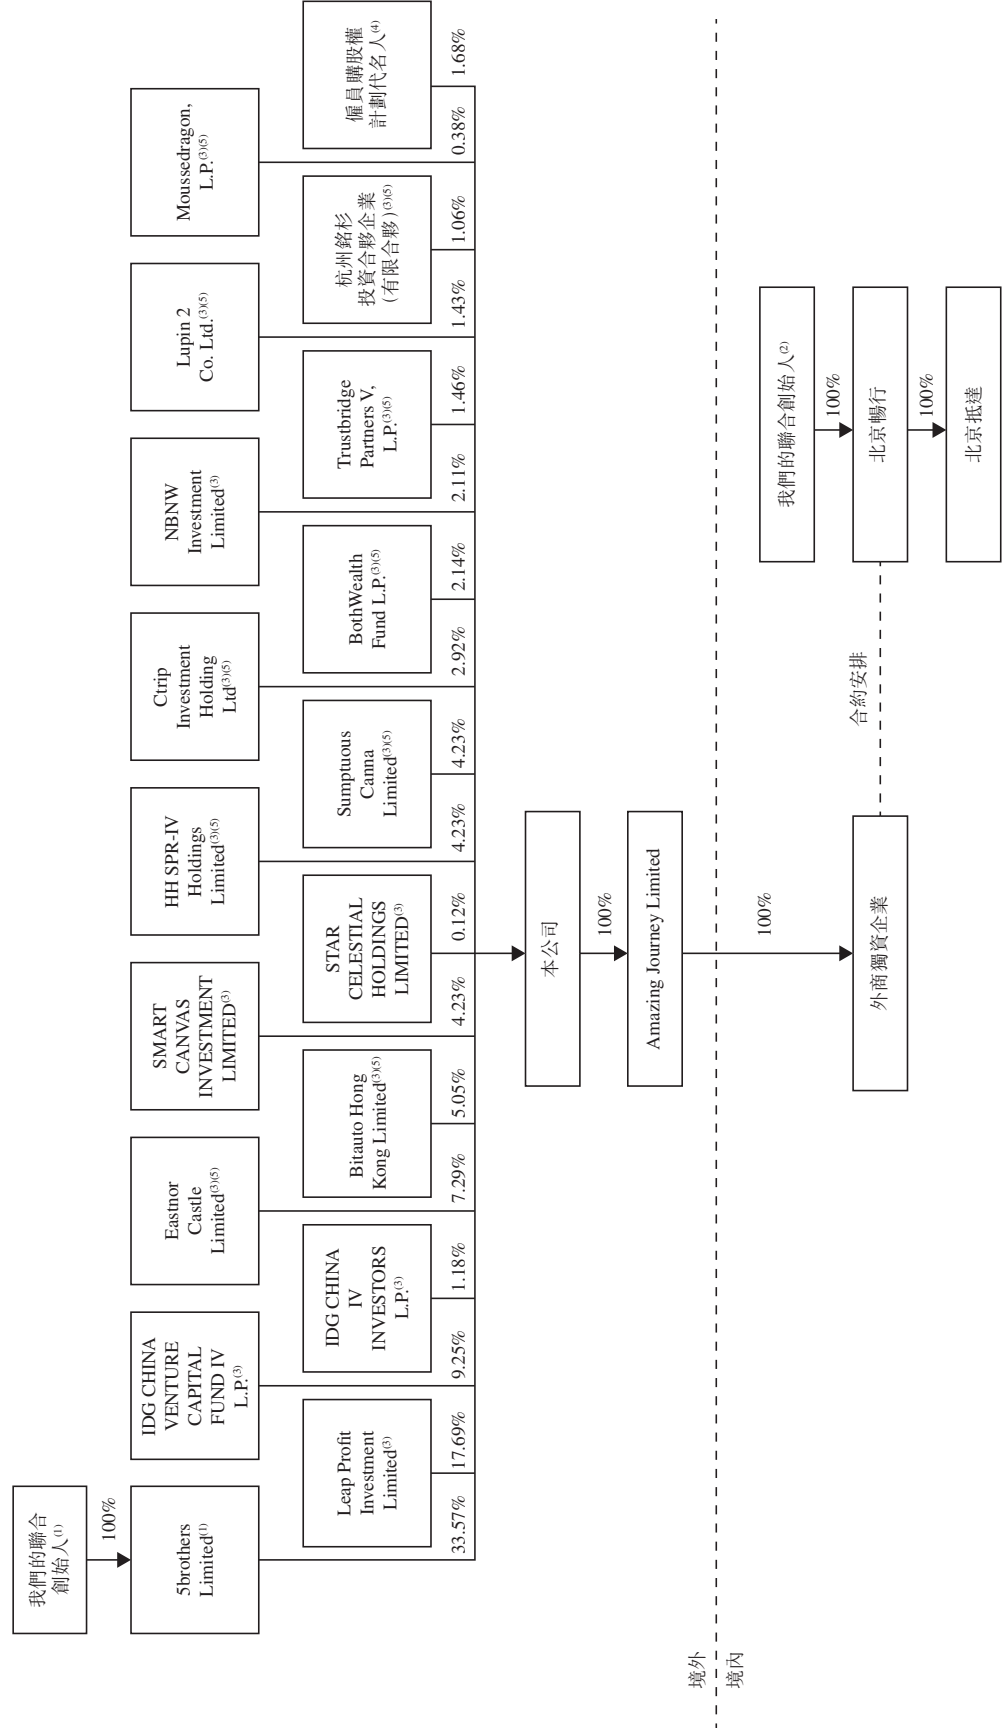 我們的聯合
創始人(1)
100%
5brothers
Limited(1)
IDG CHINA
VENTURE
CAPITAL
FUND IV
L.P.(3)
Eastnor
Castle
Limited(3)(5)
SMART
CANVAS
INVESTMENT
LIMITED(3)
HH SPR-IV
Holdings
Limited(3)(5)
Ctrip
Investment
Holding
Ltd(3)(5)
NBNW
Investment
Limited(3)
Lupin 2
Co. Ltd.(3)(5)
Moussedragon,
L.P.(3)(5)
Leap Profit
Investment
Limited(3)
IDG CHINA
IV
INVESTORS
L.P.(3)
Bitauto Hong
Kong Limited(3)(5)
STAR
CELESTIAL
HOLDINGS
LIMITED(3)
Sumptuous
Canna
Limited(3)(5)
BothWealth
Fund L.P.(3)(5)
Trustbridge
Partners V,
L.P.(3)(5)
杭州銘杉
投資合夥企業
(有限合夥)(3)(5)
僱員購股權
計劃代名人(4)
33.57%
17.69%
9.25%
1.18%
7.29%
5.05%
4.23%
0.12%
4.23%
4.23%
2.92%
2.14%
2.11%
1.46%
1.43%
1.06%
0.38%
1.68%
本公司
100%
Amazing Journey Limited
境外
境內
100%
我們的聯合創始人(2)
100%
外商獨資企業
合約安排
北京暢行
100%
北京抵達